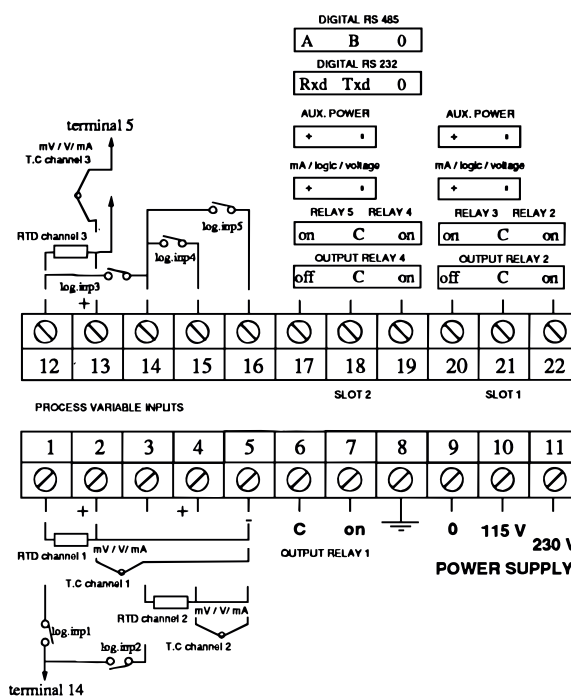 DIGITAL RS 485
A B 0
DIGITAL RS 232
Rxd Txd 0
AUX. POWER
+ -
AUX. POWER
+ -
terminal 5
mV / V/ mA
T.C channel 3
mA / logic / voltage
+ -
mA / logic / voltage
+ -
log.inp5
RELAY 5 RELAY 4
on C on
RELAY 3 RELAY 2
on C on
RTD channel 3
log.inp4
OUTPUT RELAY 4
off C on
OUTPUT RELAY 2
off C on
log.inp3
+
12 13 14 15 16 17 18 19 20 21 22
SLOT 2
SLOT 1
PROCESS VARIABLE INPUTS
1 2 3 4 5 6 7 8 9 10 11
+ + -
C on
0 115 V
230 V
OUTPUT RELAY 1
POWER SUPPLY
RTD channel 1
mV / V/ mA
T.C channel 1
RTD channel 2
mV / V/ mA
T.C channel 2
log.inp1
log.inp2
terminal 14